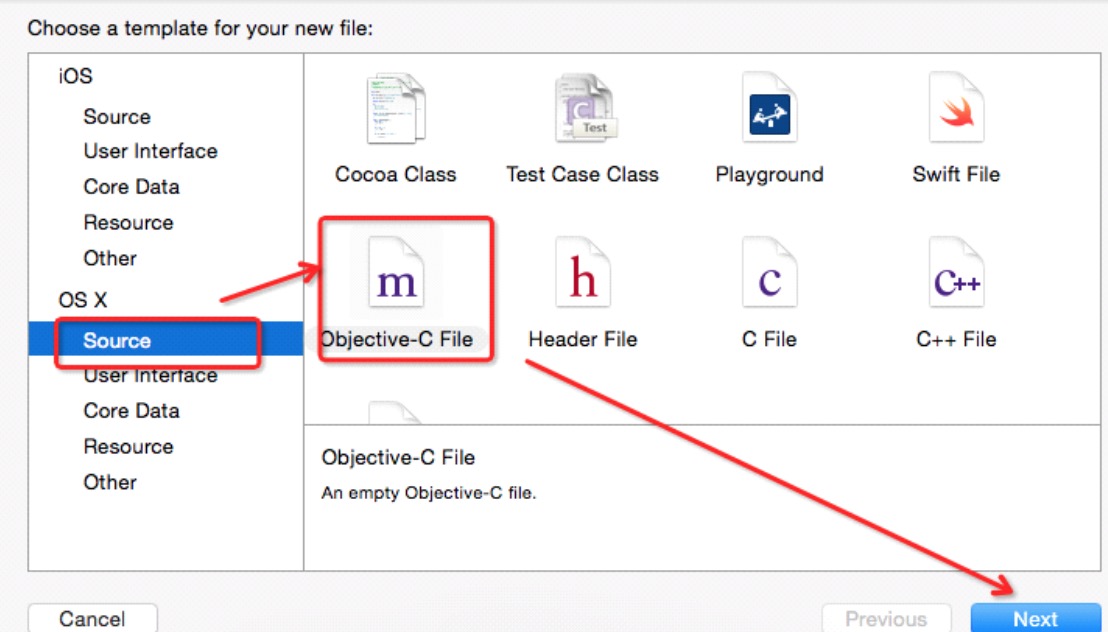 Choose a template for your new file:
iOS
Source
User Interface
Core Data
Resource
Other
OS X
Source
User Interface
Core Data
Resource
Other
Test
Cocoa Class
Test Case Class
Playground
Swift File
m
h
c
C++
Objective-C File
Header File
C File
C++ File
Objective-C File
An empty Objective-C file.
Cancel
Previous
Next